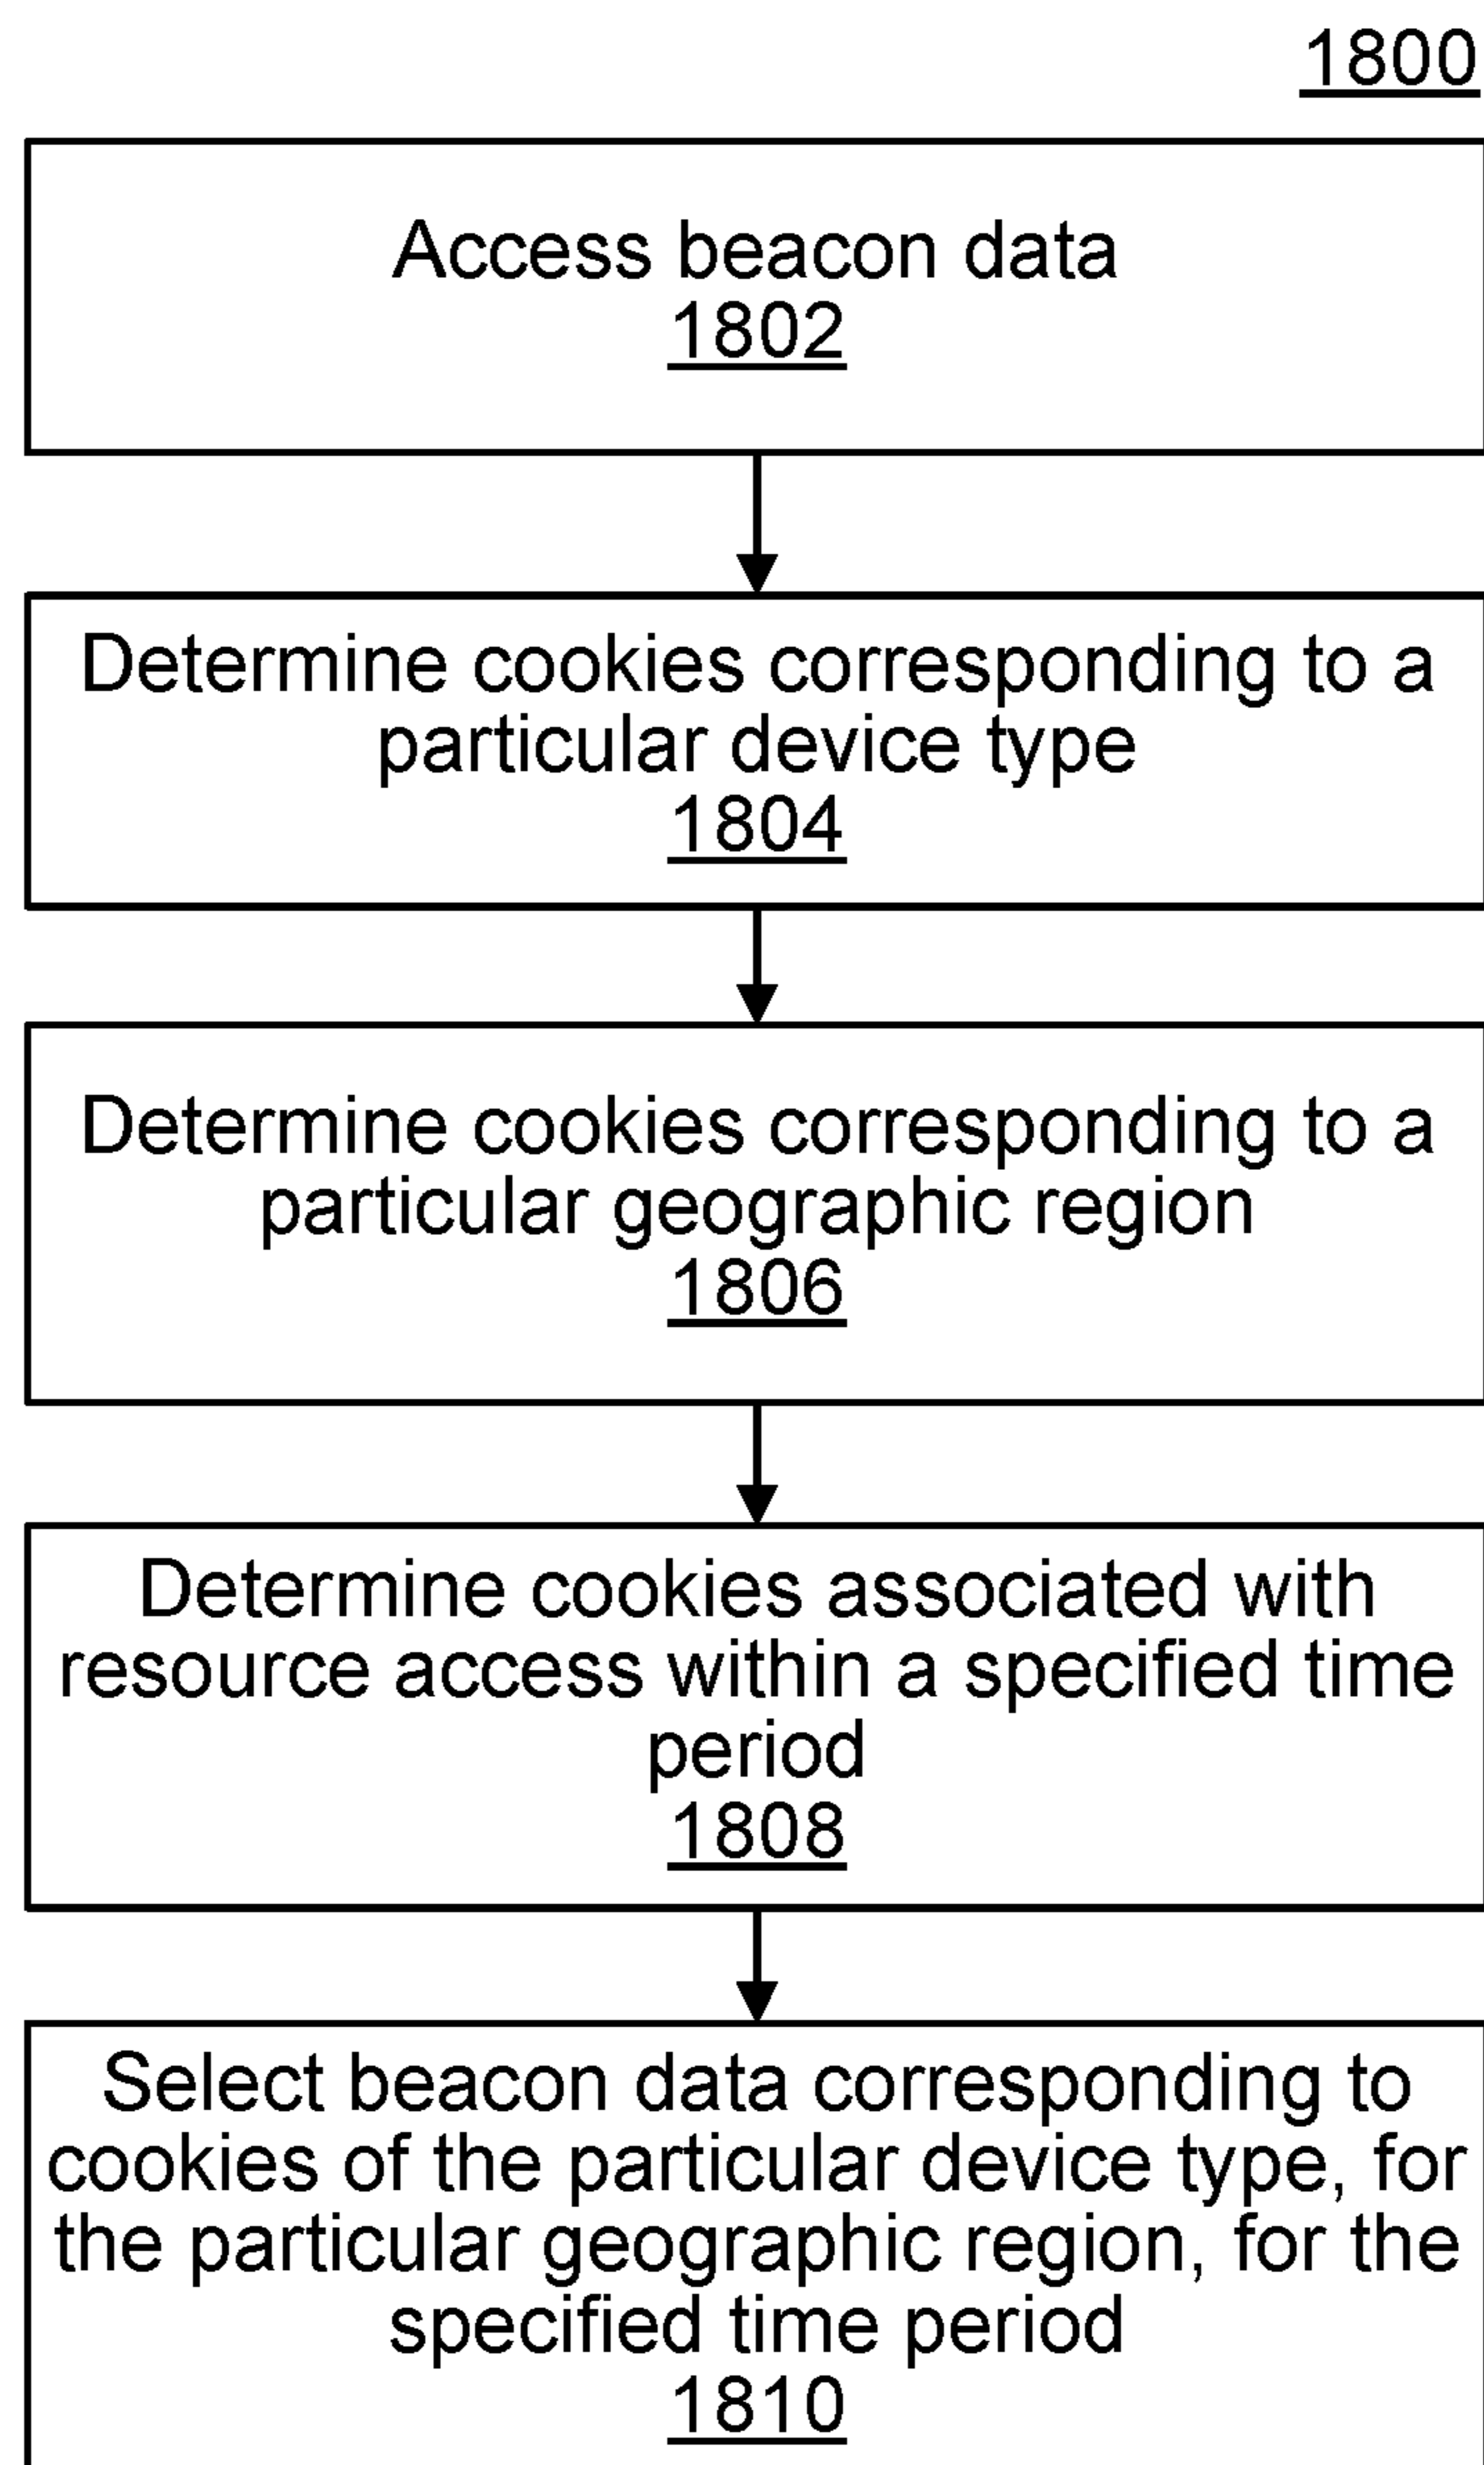 1800
Access beacon data
1802
Determine cookies corresponding to a
particular device type
1804
Determine cookies corresponding to a
particular geographic region
1806
Determine cookies associated with
resource access within a specified time
period
1808
Select beacon data corresponding to
cookies of the particular device type, for
the particular geographic region, for the
specified time period
1810